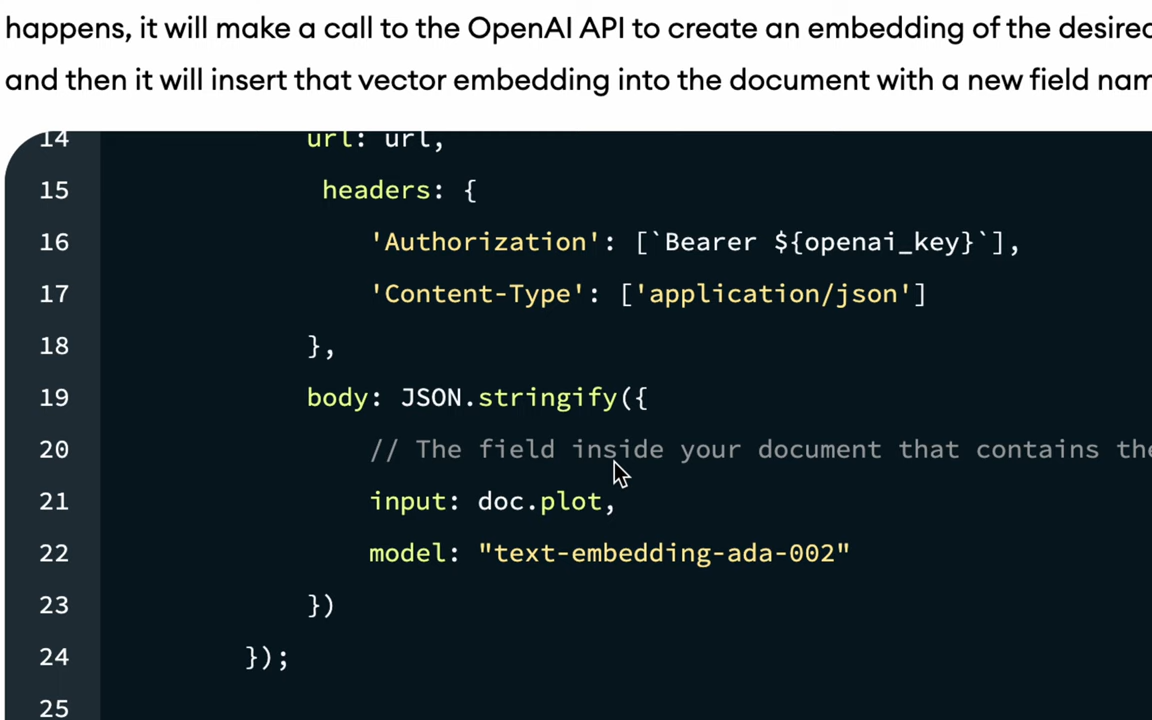 happens, it will make a call to the OpenAI API to create an embedding of the
and then it will insert that vector embedding into the document with a new field
14 url: url,
15 headers: {
16 'Authorization': [`Bearer ${openai_key}`],
17 'Content-Type': ['application/json']
18 },
19 body: JSON.stringify({
20 // The field inside your document that contains
21 input: doc.plot,
22 model: "text-embedding-ada-002"
23 })
24 });
25